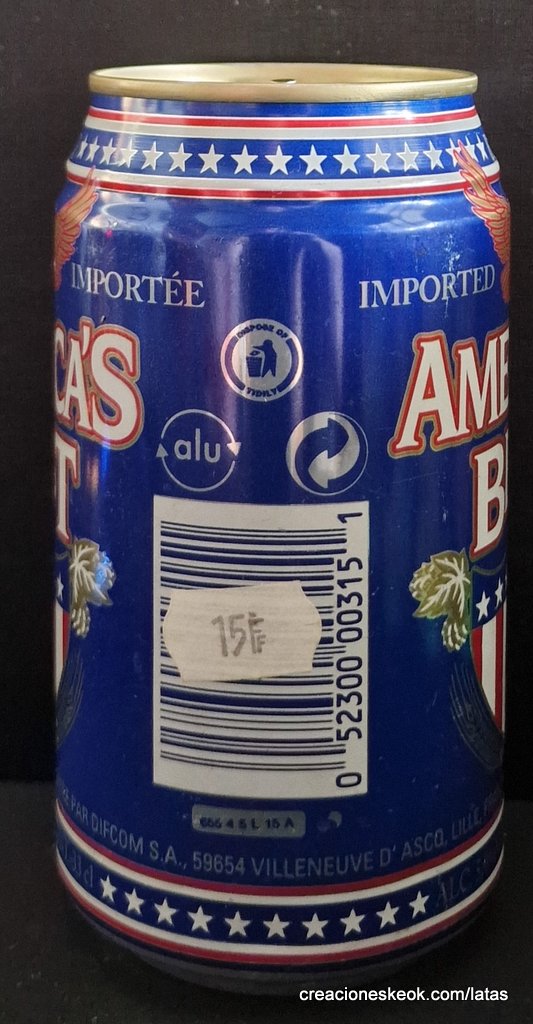 IMPORTÉE
IMPORTED
DISPOSE OF
TIDILY
CA'S
T
AME
B
alu
0 52300 00315 1
15F
PAR DIFCOM S.A., 59654 VILLENEUVE D'ASCQ, LILLE,
ALC
creacioneskeok.com/latas